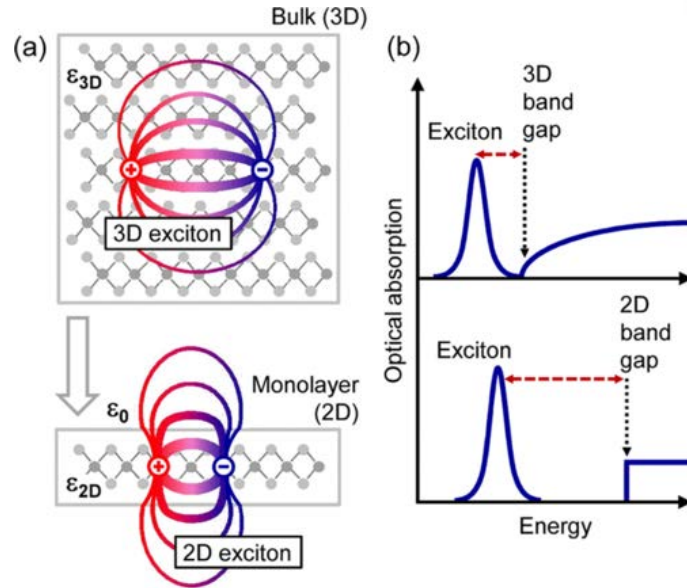 (a)
Bulk (3D)
ε3D
+
−
3D exciton
Monolayer
(2D)
ε0
ε2D
+
−
2D exciton
(b)
Optical absorption
Exciton
3D
band
gap
Exciton
2D
band
gap
Energy